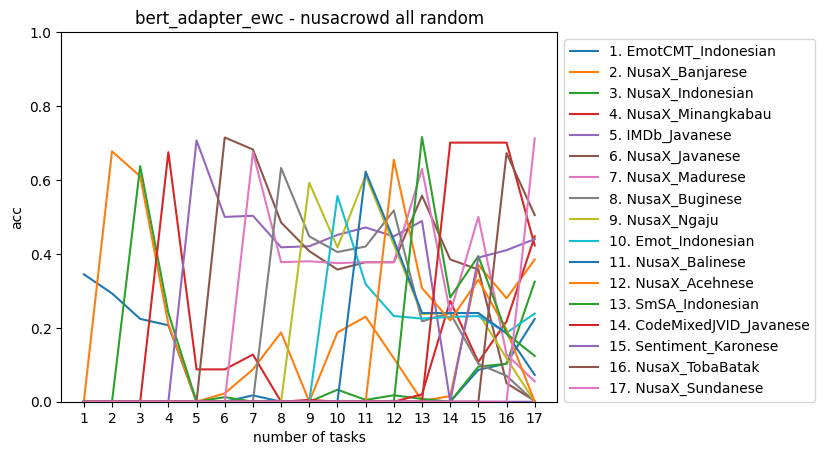 bert_adapter_ewc - nusacrowd all random
1.0
0.8
0.6
0.4
0.2
0.0
acc
1 2 3 4 5 6 7 8 9 10 11 12 13 14 15 16 17
number of tasks
1. EmotCMT_Indonesian
2. NusaX_Banjarese
3. NusaX_Indonesian
4. NusaX_Minangkabau
5. IMDb_Javanese
6. NusaX_Javanese
7. NusaX_Madurese
8. NusaX_Buginese
9. NusaX_Ngaju
10. Emot_Indonesian
11. NusaX_Balinese
12. NusaX_Acehnese
13. SmSA_Indonesian
14. CodeMixedJVID_Javanese
15. Sentiment_Karonese
16. NusaX_TobaBatak
17. NusaX_Sundanese